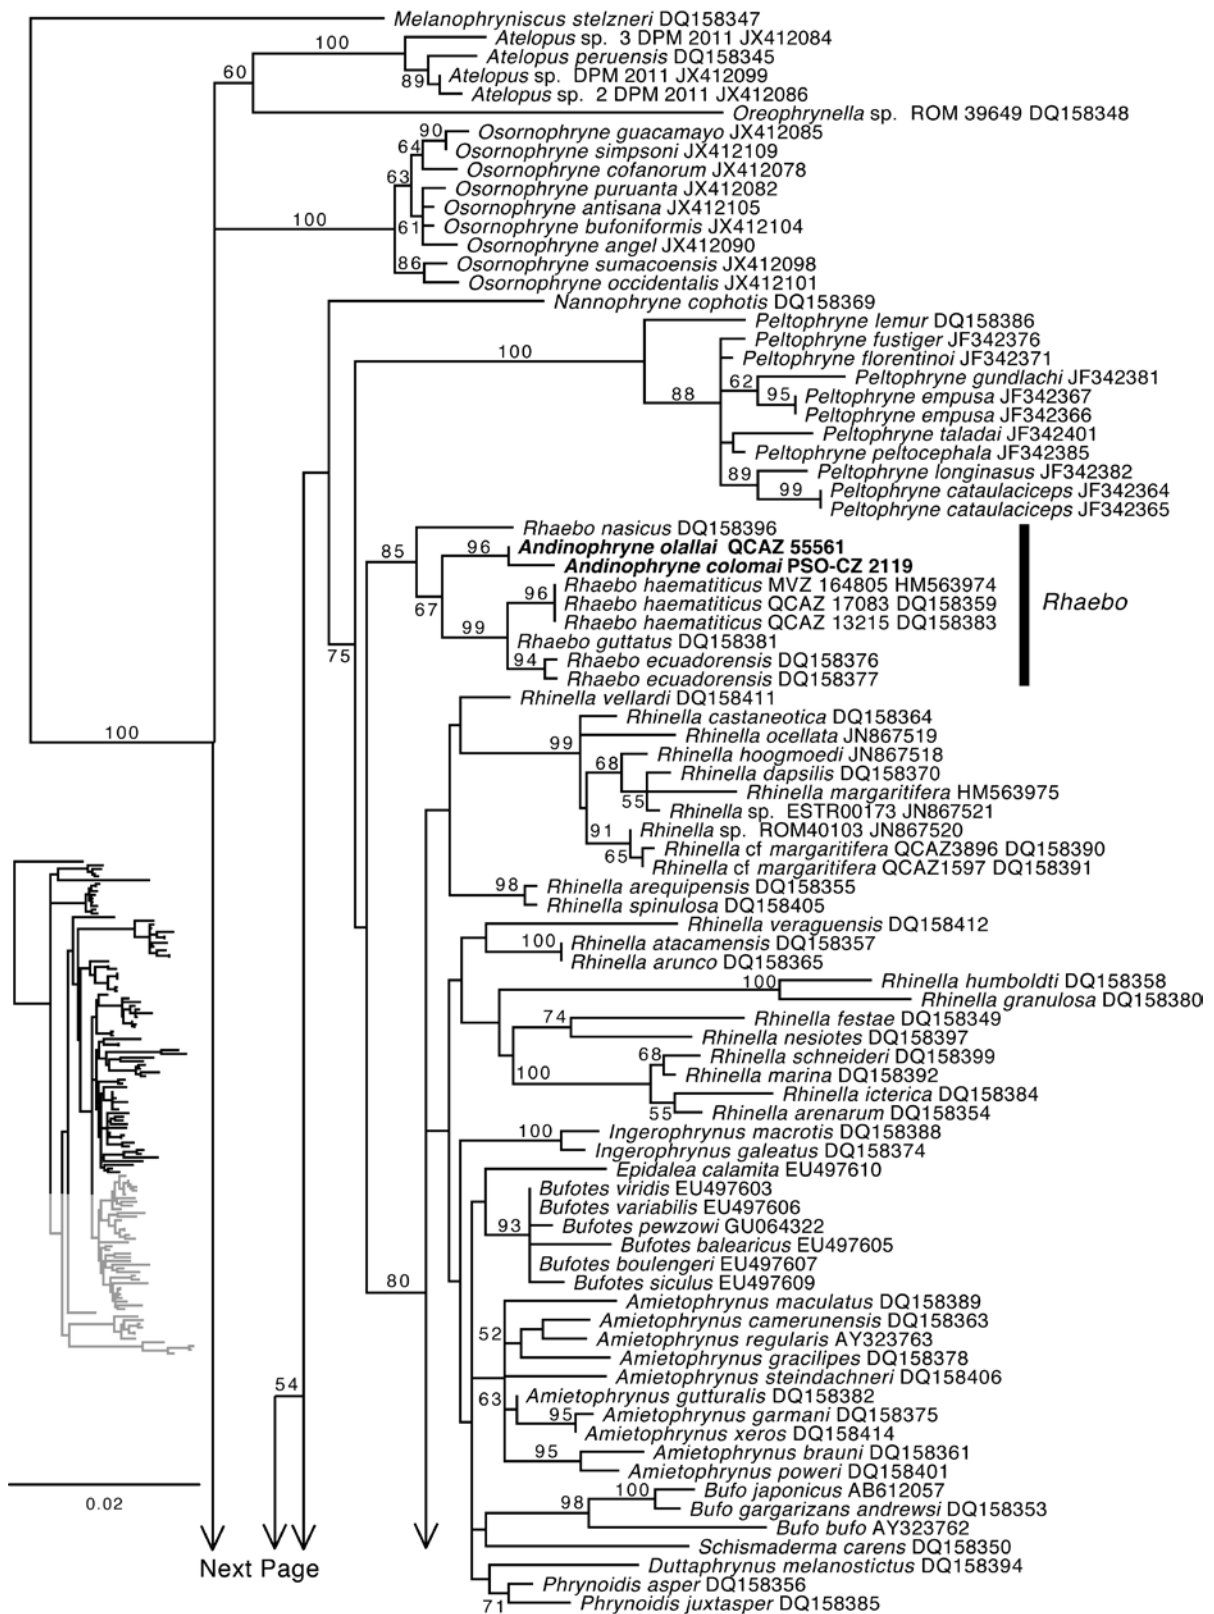 Melanophryniscus stelzneri DQ158347
100
Atelopus sp. 3 DPM 2011 JX412084
Atelopus peruensis DQ158345
60
89
Atelopus sp. DPM 2011 JX412099
Atelopus sp. 2 DPM 2011 JX412086
Oreophrynella sp. ROM 39649 DQ158348
90
Osornophryne guacamayo JX412085
64
Osornophryne simpsoni JX412109
Osornophryne cofanorum JX412078
63
Osornophryne puruanta JX412082
Osornophryne antisana JX412105
100
61
Osornophryne bufoniformis JX412104
Osornophryne angel JX412090
86
Osornophryne sumacoensis JX412098
Osornophryne occidentalis JX412101
Nannophryne cophotis DQ158369
Peltophryne lemur DQ158386
Peltophryne fustiger JF342376
100
Peltophryne florentinoi JF342371
62
Peltophryne gundlachi JF342381
88
95
Peltophryne empusa JF342367
Peltophryne empusa JF342366
Peltophryne taladai JF342401
Peltophryne peltocephala JF342385
89
Peltophryne longinasus JF342382
99
Peltophryne cataulaciceps JF342364
Peltophryne cataulaciceps JF342365
Rhaebo nasicus DQ158396
85
96
Andinophryne olallai QCAZ 55561
Andinophryne colomai PSO-CZ 2119
Rhaebo haematiticus MVZ 164805 HM563974
67
96
Rhaebo haematiticus QCAZ 17083 DQ158359
Rhaebo
Rhaebo haematiticus QCAZ 13215 DQ158383
99
Rhaebo guttatus DQ158381
75
94
Rhaebo ecuadorensis DQ158376
Rhaebo ecuadorensis DQ158377
Rhinella vellardi DQ158411
Rhinella castaneotica DQ158364
100
99
Rhinella ocellata JN867519
Rhinella hoogmoedi JN867518
68
Rhinella dapsilis DQ158370
Rhinella margaritifera HM563975
55
Rhinella sp. ESTR00173 JN867521
91
Rhinella sp. ROM40103 JN867520
Rhinella cf margaritifera QCAZ3896 DQ158390
65
Rhinella cf margaritifera QCAZ1597 DQ158391
98
Rhinella arequipensis DQ158355
Rhinella spinulosa DQ158405
Rhinella veraguensis DQ158412
100
Rhinella atacamensis DQ158357
Rhinella arunco DQ158365
100
Rhinella humboldti DQ158358
Rhinella granulosa DQ158380
74
Rhinella festae DQ158349
Rhinella nesiotes DQ158397
68
Rhinella schneideri DQ158399
100
Rhinella marina DQ158392
Rhinella icterica DQ158384
55
Rhinella arenarum DQ158354
100
Ingerophrynus macrotis DQ158388
Ingerophrynus galeatus DQ158374
Epidalea calamita EU497610
Bufotes viridis EU497603
Bufotes variabilis EU497606
93
Bufotes pewzowi GU064322
Bufotes balearicus EU497605
Bufotes boulengeri EU497607
80
Bufotes siculus EU497609
Amietophrynus maculatus DQ158389
Amietophrynus camerunensis DQ158363
52
Amietophrynus regularis AY323763
Amietophrynus gracilipes DQ158378
54
Amietophrynus steindachneri DQ158406
63
Amietophrynus gutturalis DQ158382
95
Amietophrynus garmani DQ158375
Amietophrynus xeros DQ158414
95
Amietophrynus brauni DQ158361
Amietophrynus poweri DQ158401
0.02
100
Bufo japonicus AB612057
98
Bufo gargarizans andrewsi DQ158353
Bufo bufo AY323762
Schismaderma carens DQ158350
Next Page
Duttaphrynus melanostictus DQ158394
Phrynoidis asper DQ158356
71
Phrynoidis juxtasper DQ158385